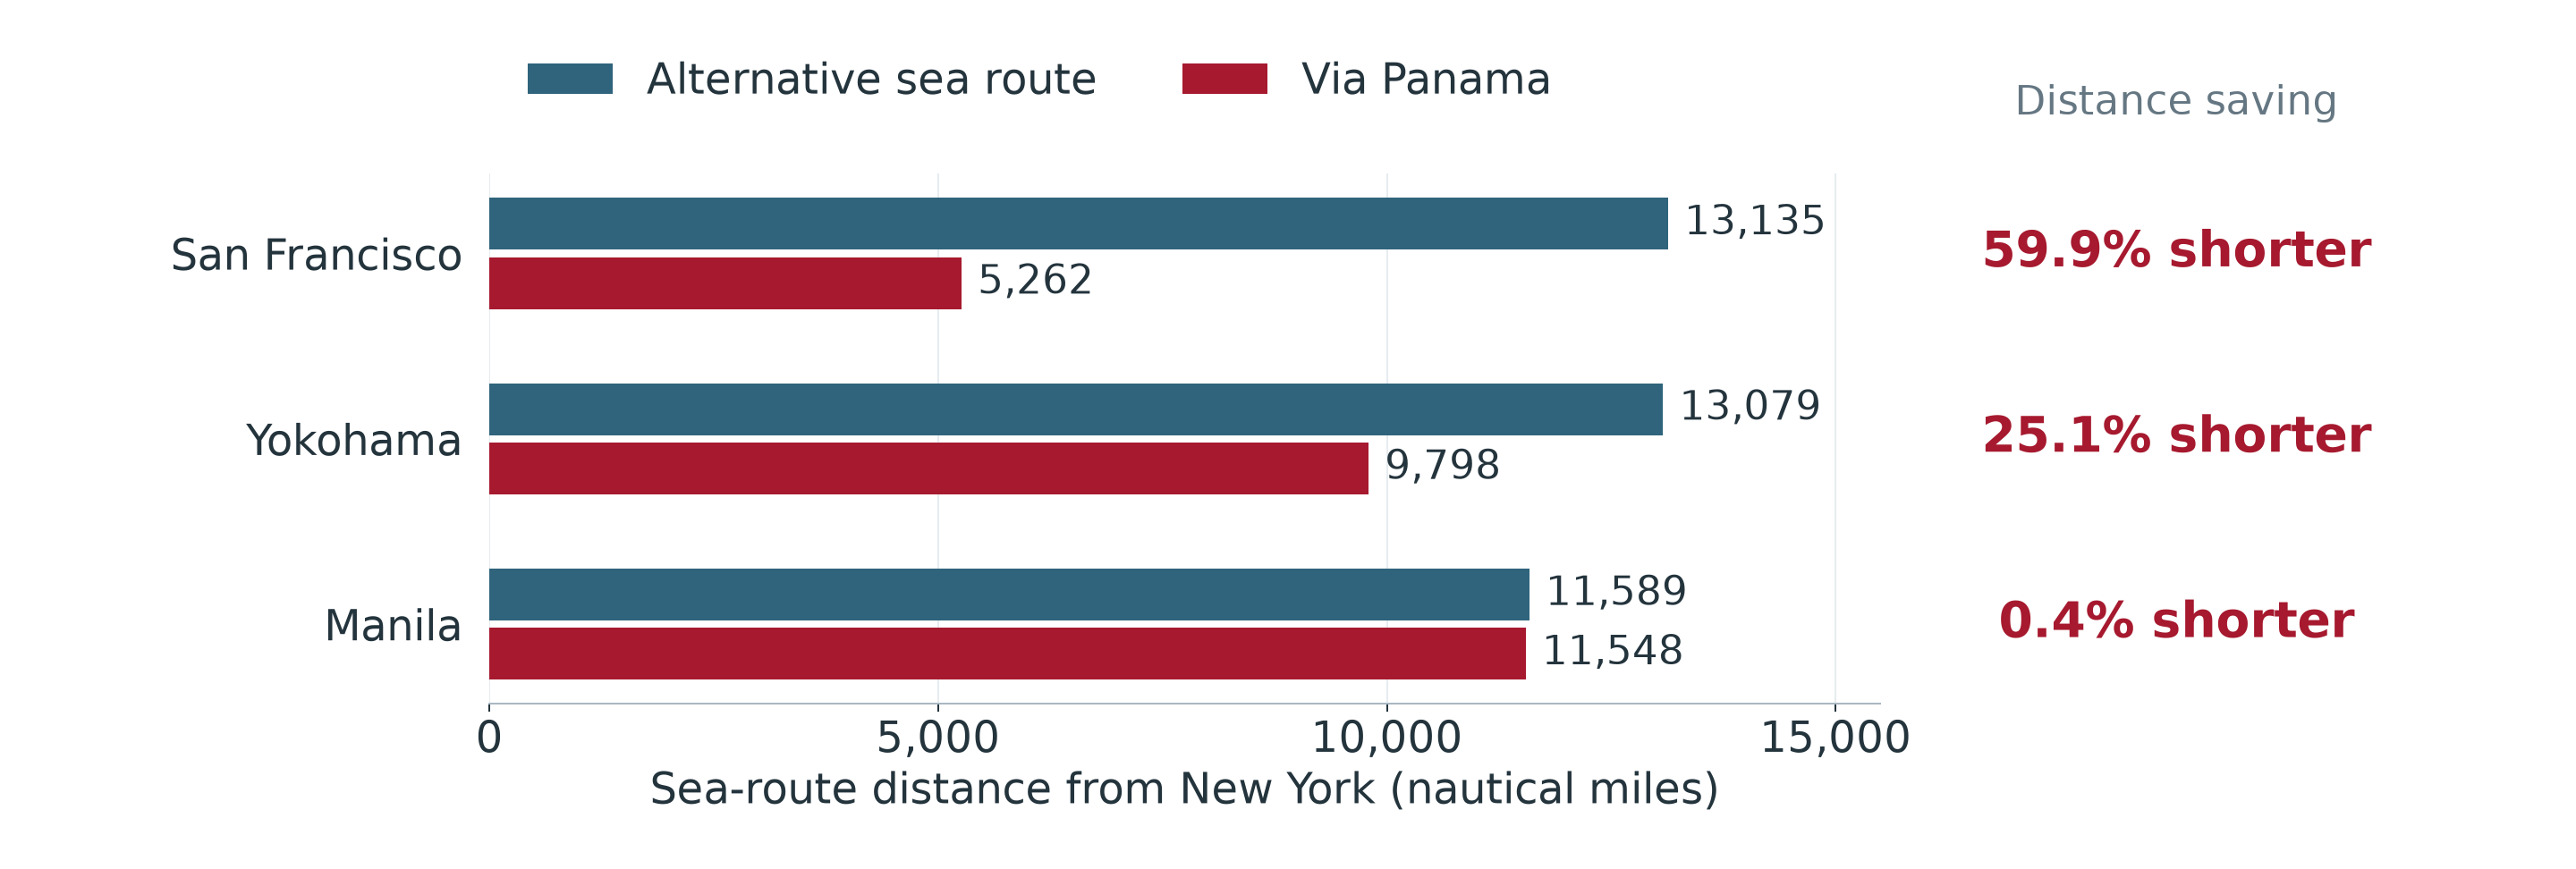 Alternative sea route
Via Panama
Distance saving
San Francisco
13,135
5,262
59.9% shorter
Yokohama
13,079
9,798
25.1% shorter
Manila
11,589
11,548
0.4% shorter
0 5,000 10,000 15,000
Sea-route distance from New York (nautical miles)